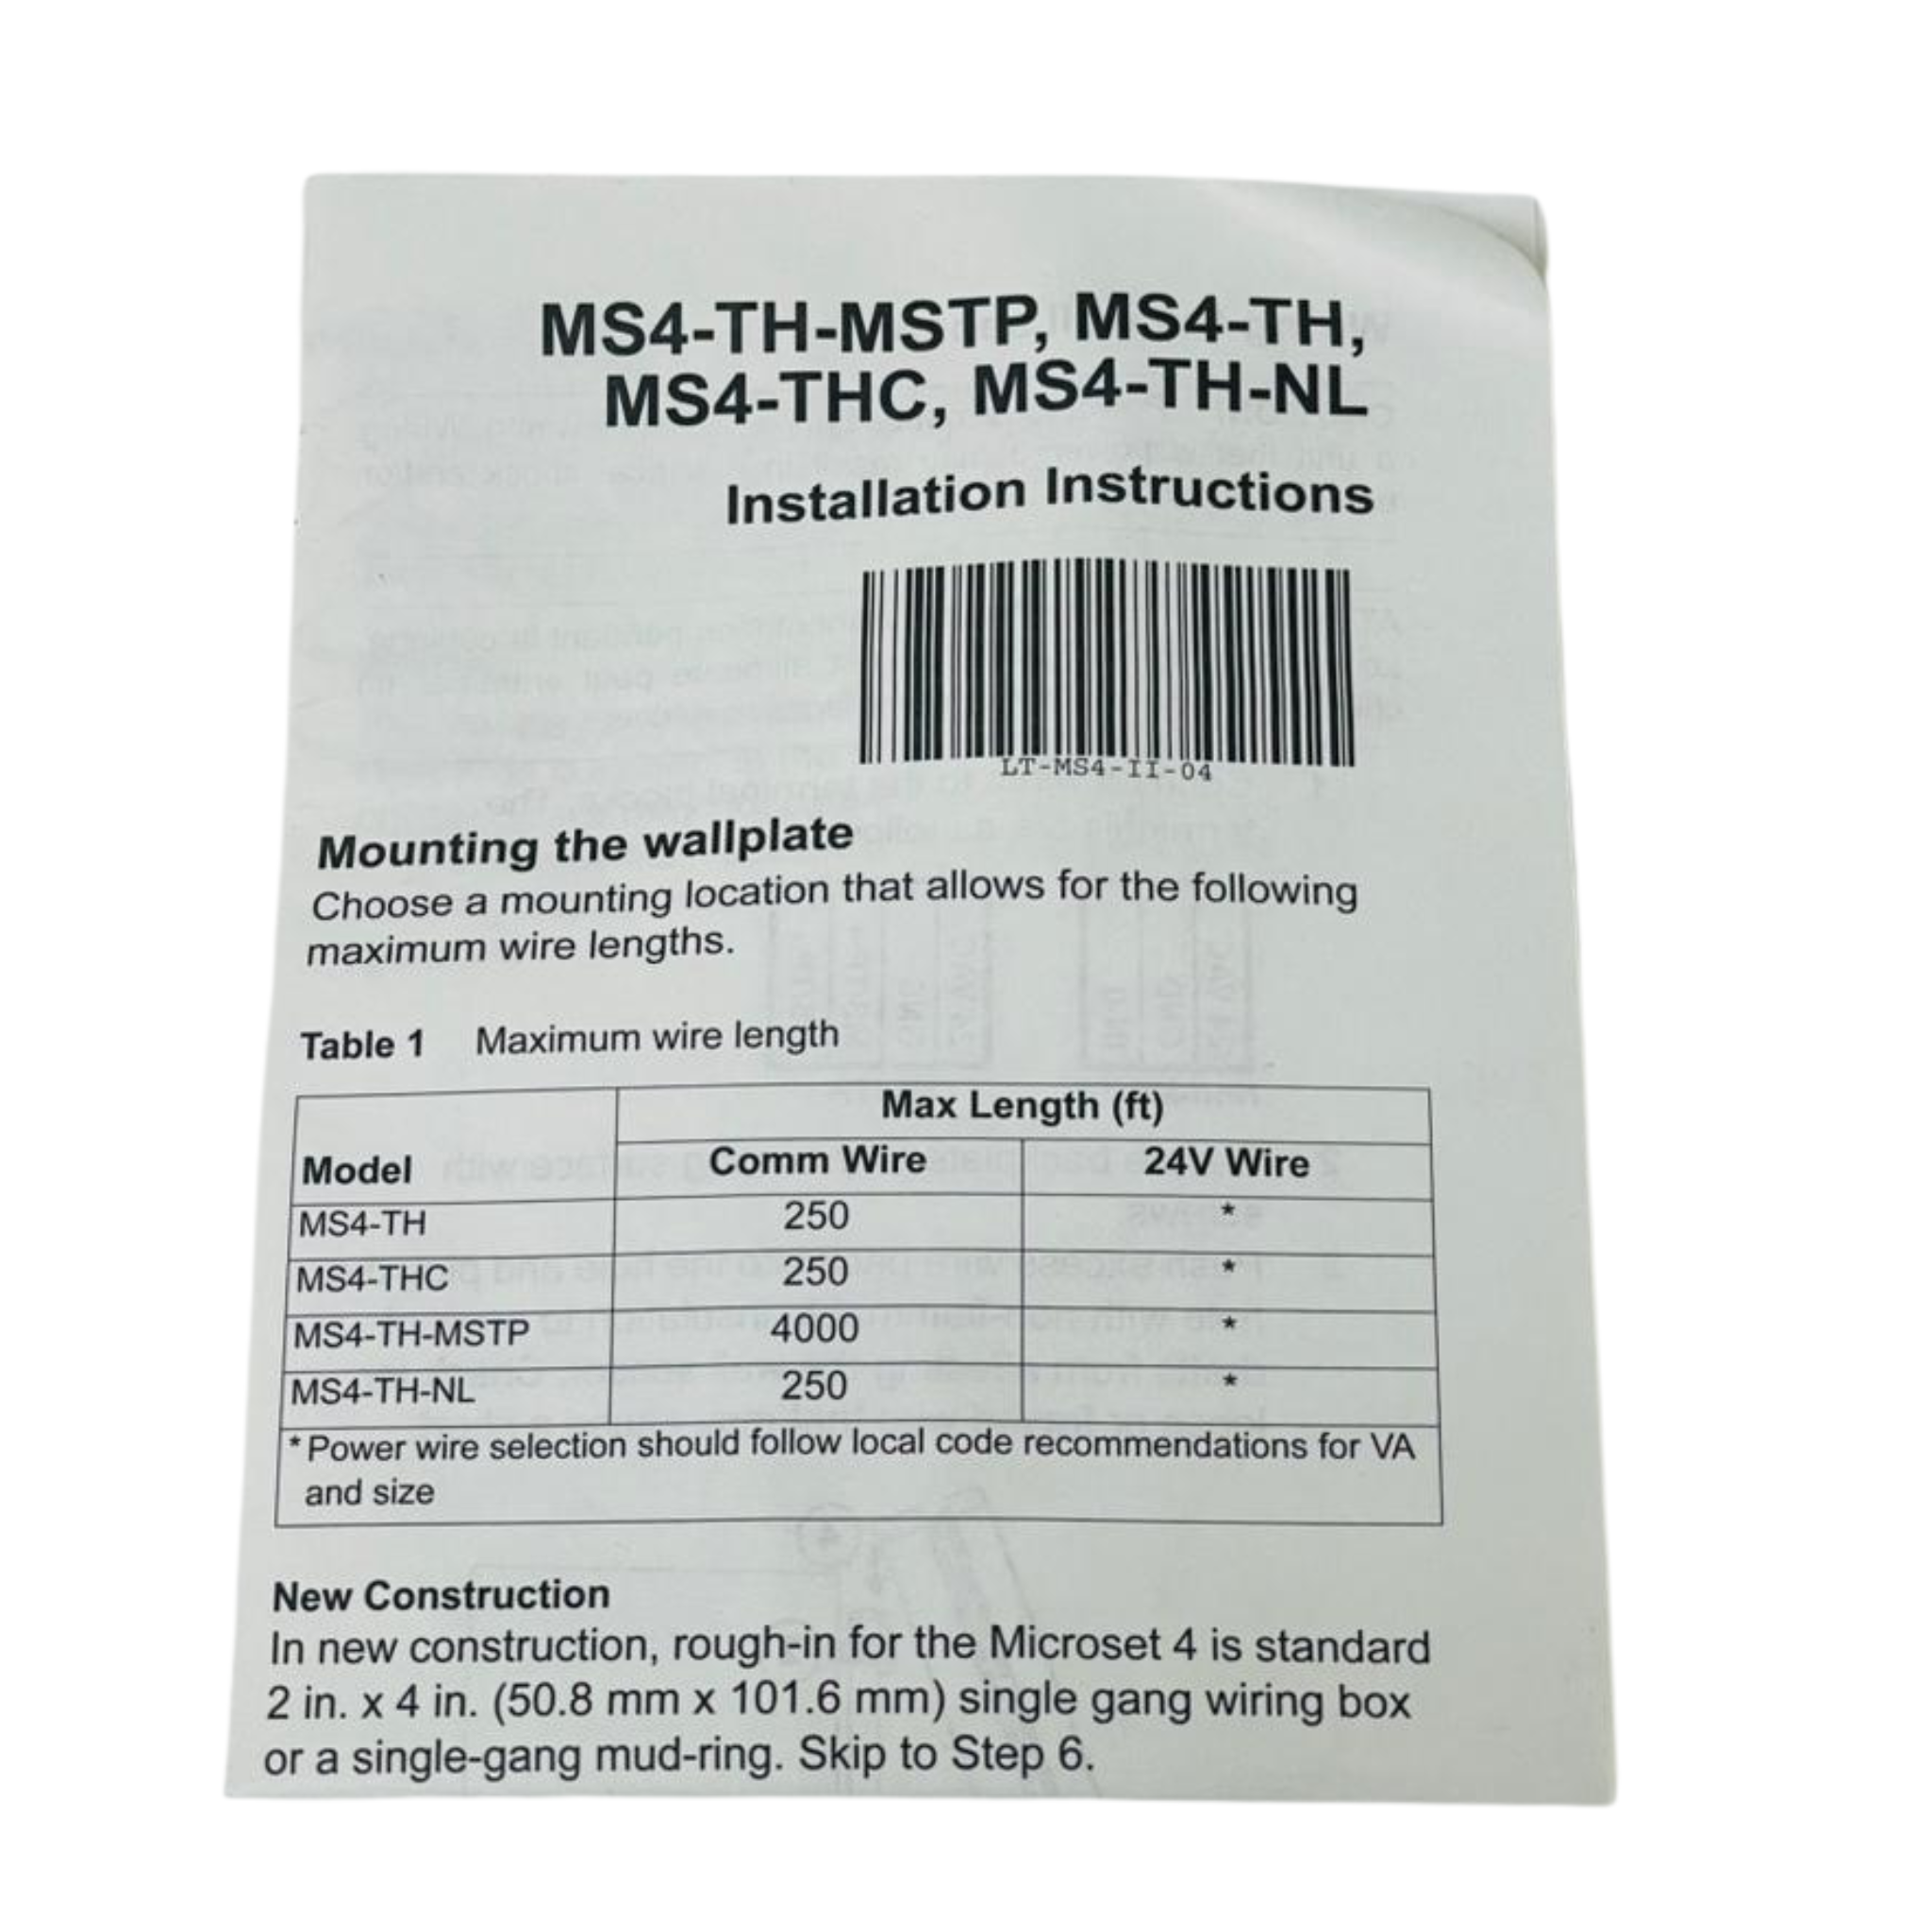 MS4-TH-MSTP, MS4-TH,
MS4-THC, MS4-TH-NL
Installation Instructions
LT-MS4-II-04
Mounting the wallplate
Choose a mounting location that allows for the following
maximum wire lengths.
Table 1 Maximum wire length
Max Length (ft)
Model Comm Wire 24V Wire
MS4-TH 250 *
MS4-THC 250 *
MS4-TH-MSTP 4000 *
MS4-TH-NL 250 *
* Power wire selection should follow local code recommendations for VA
and size
New Construction
In new construction, rough-in for the Microset 4 is standard
2 in. x 4 in. (50.8 mm x 101.6 mm) single gang wiring box
or a single-gang mud-ring. Skip to Step 6.